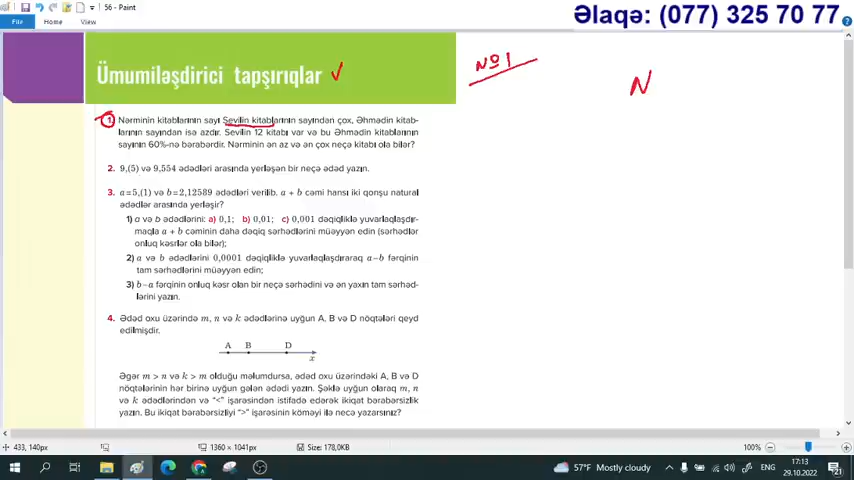 56 - Paint
Əlaqə: (077) 325 70 77
File Home View
Ümumiləşdirici tapşırıqlar ✓
№1
N
1. Nərminin kitablarının sayı Sevilin kitablarının sayından çox, Əhmədin kitab-
larının sayından isə azdır. Sevilin 12 kitabı var və bu Əhmədin kitablarının
sayının 60%-nə bərabərdir. Nərminin ən az və ən çox neçə kitabı ola bilər?
2. 9,(5) və 9,554 ədədləri arasında yerləşən bir neçə ədəd yazın.
3. a=5,(1) və b=2,12589 ədədləri verilib. a + b cəmi hansı iki qonşu natural
ədədlər arasında yerləşir?
1) a və b ədədlərini: a) 0,1; b) 0,01; c) 0,001 dəqiqliklə yuvarlaqlaşdır-
maqla a + b cəminin daha dəqiq sərhədlərini müəyyən edin (sərhədlər
onluq kəsrlər ola bilər);
2) a və b ədədlərini 0,0001 dəqiqliklə yuvarlaqlaşdıraraq a–b fərqinin
tam sərhədlərini müəyyən edin;
3) b–a fərqinin onluq kəsr olan bir neçə sərhədini və ən yaxın tam sərhəd-
lərini yazın.
4. Ədəd oxu üzərində m, n və k ədədlərinə uyğun A, B və D nöqtələri qeyd
edilmişdir.
A B D
x
Əgər m > n və k > m olduğu məlumdursa, ədəd oxu üzərindəki A, B və D
nöqtələrinin hər birinə uyğun gələn ədədi yazın. Şəklə uyğun olaraq m, n
və k ədədlərindən və “<” işarəsindən istifadə edərək ikiqat bərabərsizlik
yazın. Bu ikiqat bərabərsizliyi “>” işarəsinin köməyi ilə necə yazarsınız?
433, 140px 1360 × 1041px Size: 178,0KB 100%
57°F Mostly cloudy ENG 17:13
29.10.2022 21